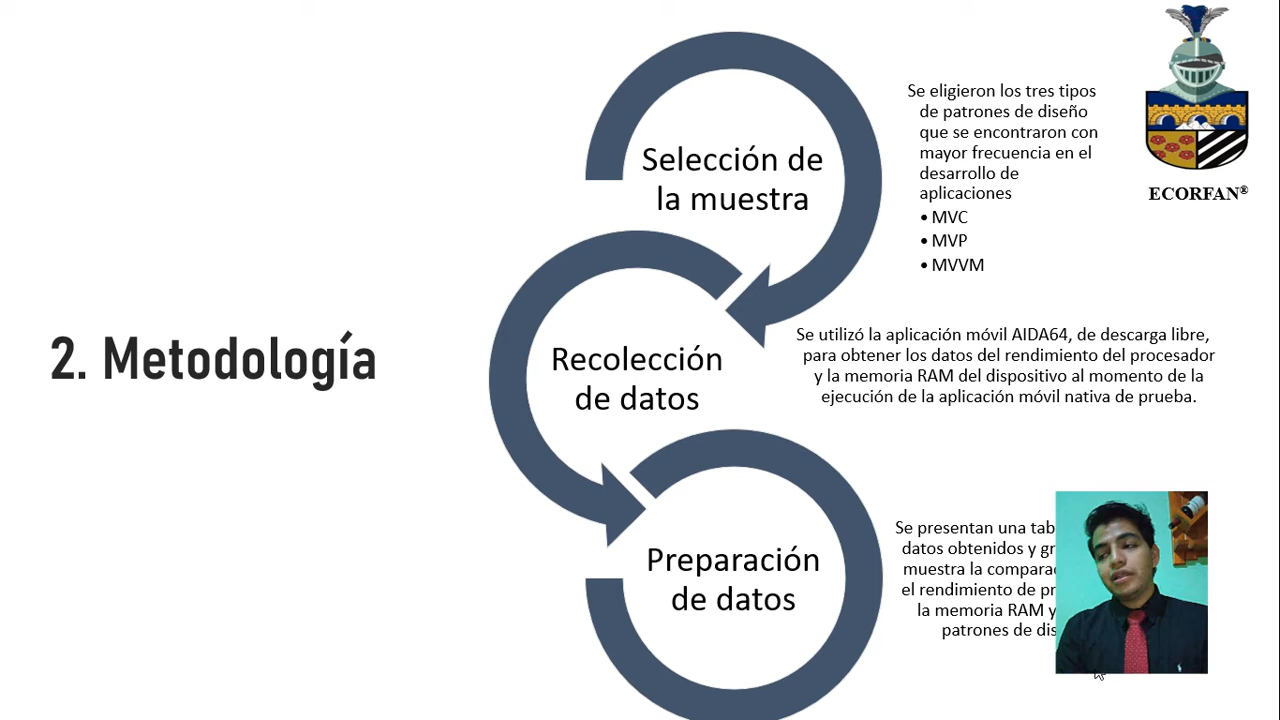 2. Metodología
Selección de
la muestra
Se eligieron los tres tipos
de patrones de diseño
que se encontraron con
mayor frecuencia en el
desarrollo de
aplicaciones
• MVC
• MVP
• MVVM
ECORFAN®
Recolección
de datos
Se utilizó la aplicación móvil AIDA64, de descarga libre,
para obtener los datos del rendimiento del procesador
y la memoria RAM del dispositivo al momento de la
ejecución de la aplicación móvil nativa de prueba.
Preparación
de datos
Se presentan una
datos obtenidos y
muestra la
el rendimiento de
la memoria RAM y
patrones de